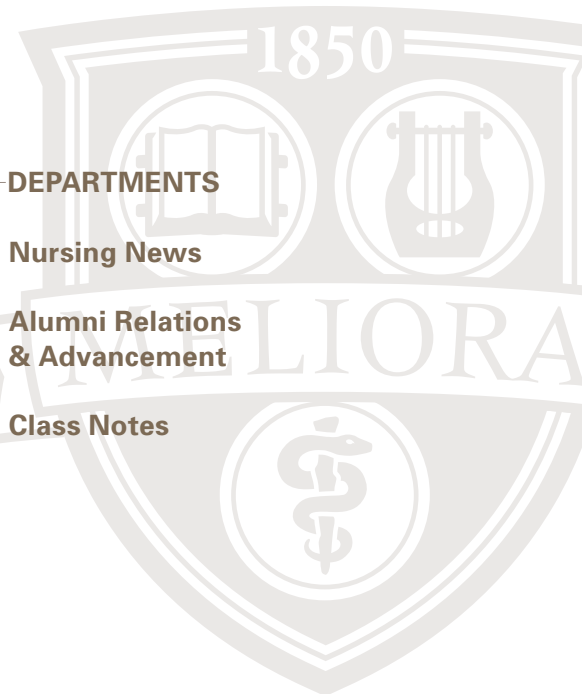 1850
DEPARTMENTS
Nursing News
Alumni Relations
& Advancement
MELIORA
Class Notes